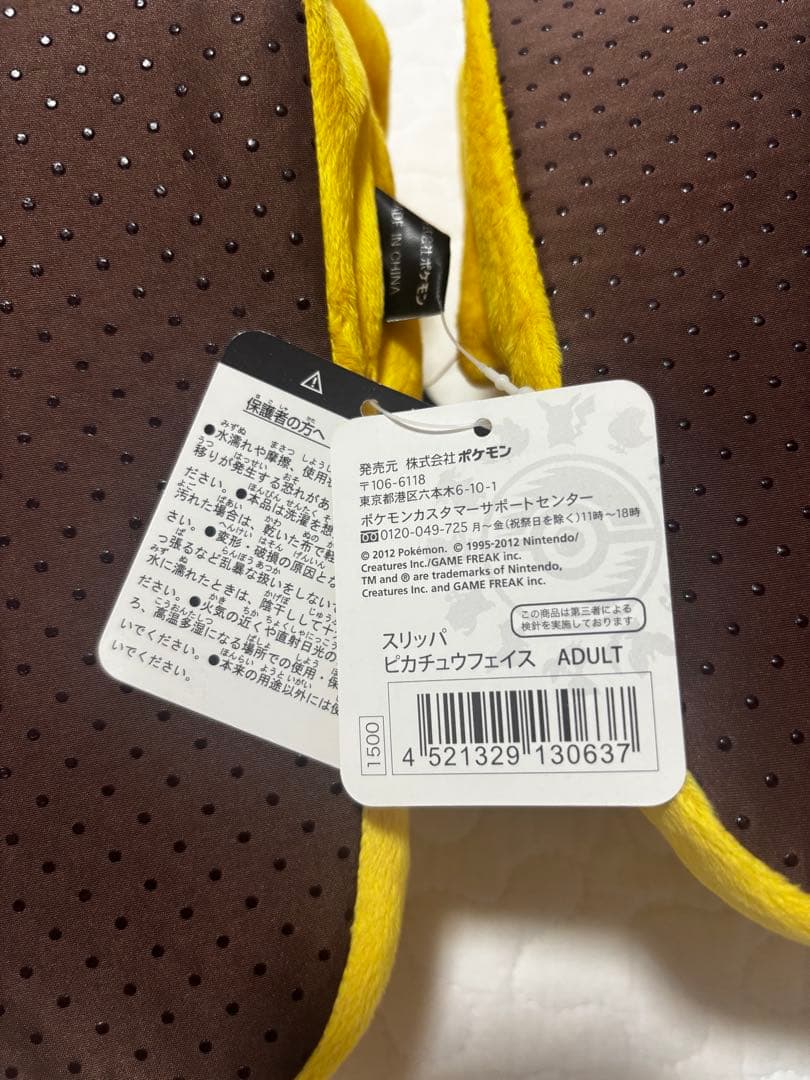 MADE IN CHINA
ポケモン
保護者の方へ
●水濡れや摩擦、使用
移りが発生する恐れがあ
ださい。●本品は洗濯を想
汚れた場合は、乾いた布で軽
さい。●変形・破損の原因とな
っ張るなど乱暴な扱いをしない
水に濡れたときは、陰干しして十
ださい。●火気の近くや直射日光の
ろ、高温多湿になる場所での使用・保
いでください。●本来の用途以外には使
いでください。
発売元 株式会社ポケモン
〒106-6118
東京都港区六本木6-10-1
ポケモンカスタマーサポートセンター
0120-049-725 月～金(祝祭日を除く)11時～18時
© 2012 Pokémon. © 1995-2012 Nintendo/
Creatures Inc./GAME FREAK inc.
TM and ® are trademarks of Nintendo,
Creatures Inc. and GAME FREAK inc.
この商品は第三者による
検針を実施しております
スリッパ
ピカチュウフェイス ADULT
1500
4 521329 130637